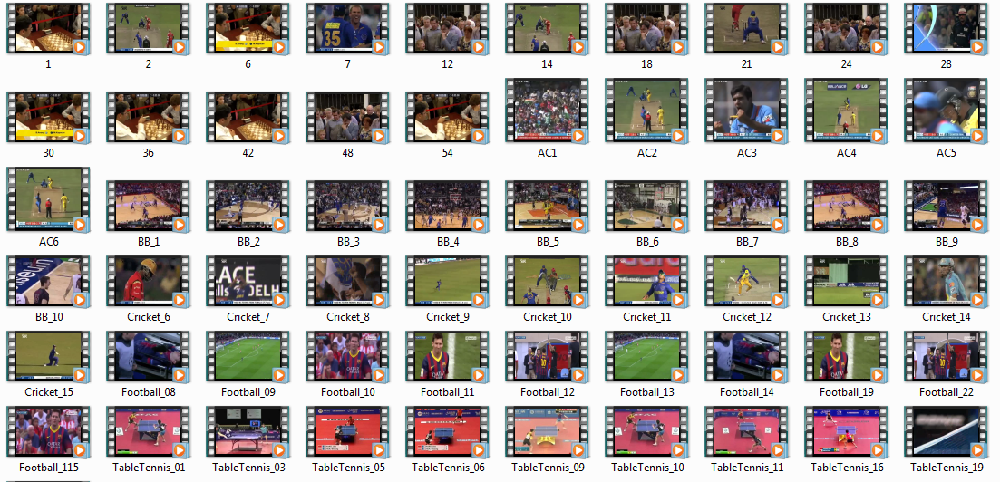 1 2 6 7 12 14 18 21 24 28
30 36 42 48 54 AC1 AC2 AC3 AC4 AC5
AC6 BB_1 BB_2 BB_3 BB_4 BB_5 BB_6 BB_7 BB_8 BB_9
ACE
lls DELH
BB_10 Cricket_6 Cricket_7 Cricket_8 Cricket_9 Cricket_10 Cricket_11 Cricket_12 Cricket_13 Cricket_14
Cricket_15 Football_08 Football_09 Football_10 Football_11 Football_12 Football_13 Football_14 Football_19 Football_22
Football_115 TableTennis_01 TableTennis_03 TableTennis_05 TableTennis_06 TableTennis_09 TableTennis_10 TableTennis_11 TableTennis_16 TableTennis_19